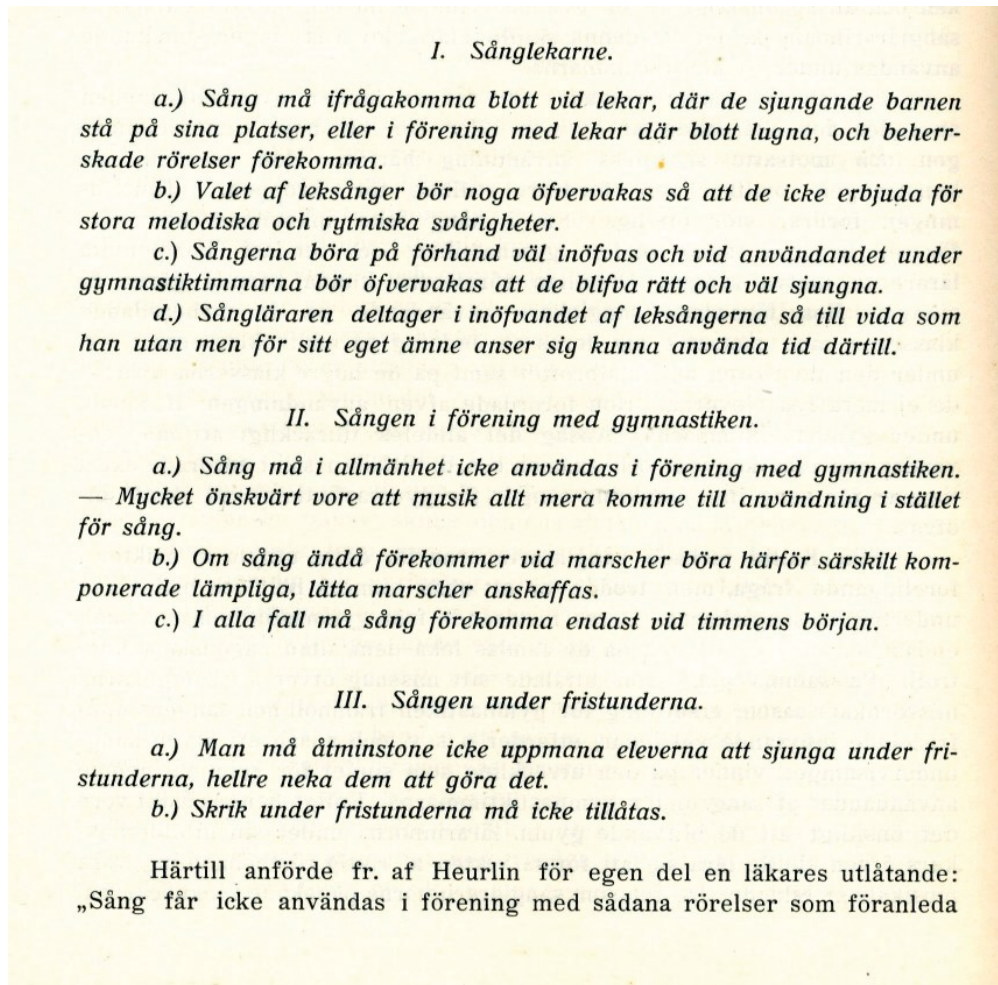 I. Sånglekarne.
a.) Sång må ifrågakomma blott vid lekar, där de sjungande barnen
stå på sina platser, eller i förening med lekar där blott lugna, och beherr-
skade rörelser förekomma.
b.) Valet af leksånger bör noga öfvervakas så att de icke erbjuda för
stora melodiska och rytmiska svårigheter.
c.) Sångerna böra på förhand väl inöfvas och vid användandet under
gymnastiktimmarna bör öfvervakas att de blifva rätt och väl sjungna.
d.) Sångläraren deltager i inöfvandet af leksångerna så till vida som
han utan men för sitt eget ämne anser sig kunna använda tid därtill.
II. Sången i förening med gymnastiken.
a.) Sång må i allmänhet icke användas i förening med gymnastiken.
— Mycket önskvärt vore att musik allt mera komme till användning i stället
för sång.
b.) Om sång ändå förekommer vid marscher böra härför särskilt kom-
ponerade lämpliga, lätta marscher anskaffas.
c.) I alla fall må sång förekomma endast vid timmens början.
III. Sången under fristunderna.
a.) Man må åtminstone icke uppmana eleverna att sjunga under fri-
stunderna, hellre neka dem att göra det.
b.) Skrik under fristunderna må icke tillåtas.
Härtill anförde fr. af Heurlin för egen del en läkares utlåtande:
„Sång får icke användas i förening med sådana rörelser som föranleda